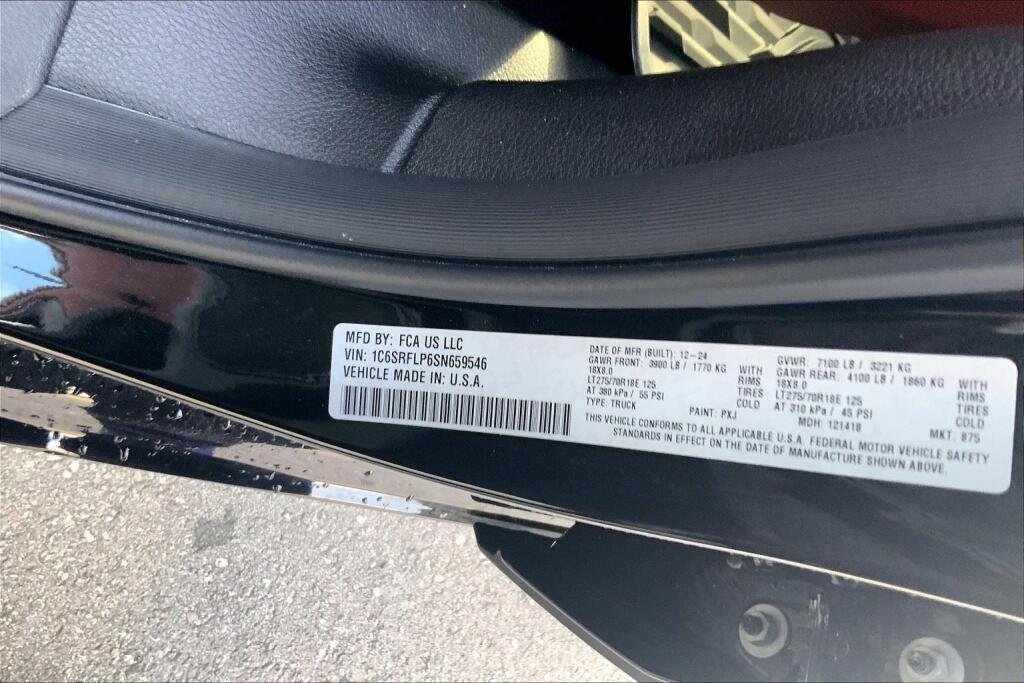 MFD BY: FCA US LLC
VIN: 1C6SRFLP6SN659546
VEHICLE MADE IN: U.S.A.
DATE OF MFR (BUILT): 12-24
GAWR FRONT: 3900 LB / 1770 KG WITH
18X8.0 RIMS
LT275/70R18E 125 TIRES
AT 380 kPa / 55 PSI COLD
TYPE: TRUCK PAINT: PXJ
GVWR: 7100 LB / 3221 KG
GAWR REAR: 4100 LB / 1860 KG WITH
18X8.0 RIMS
LT275/70R18E 125 TIRES
AT 310 kPa / 45 PSI COLD
MDH: 121418 MKT: 875
THIS VEHICLE CONFORMS TO ALL APPLICABLE U.S.A. FEDERAL MOTOR VEHICLE SAFETY
STANDARDS IN EFFECT ON THE DATE OF MANUFACTURE SHOWN ABOVE.